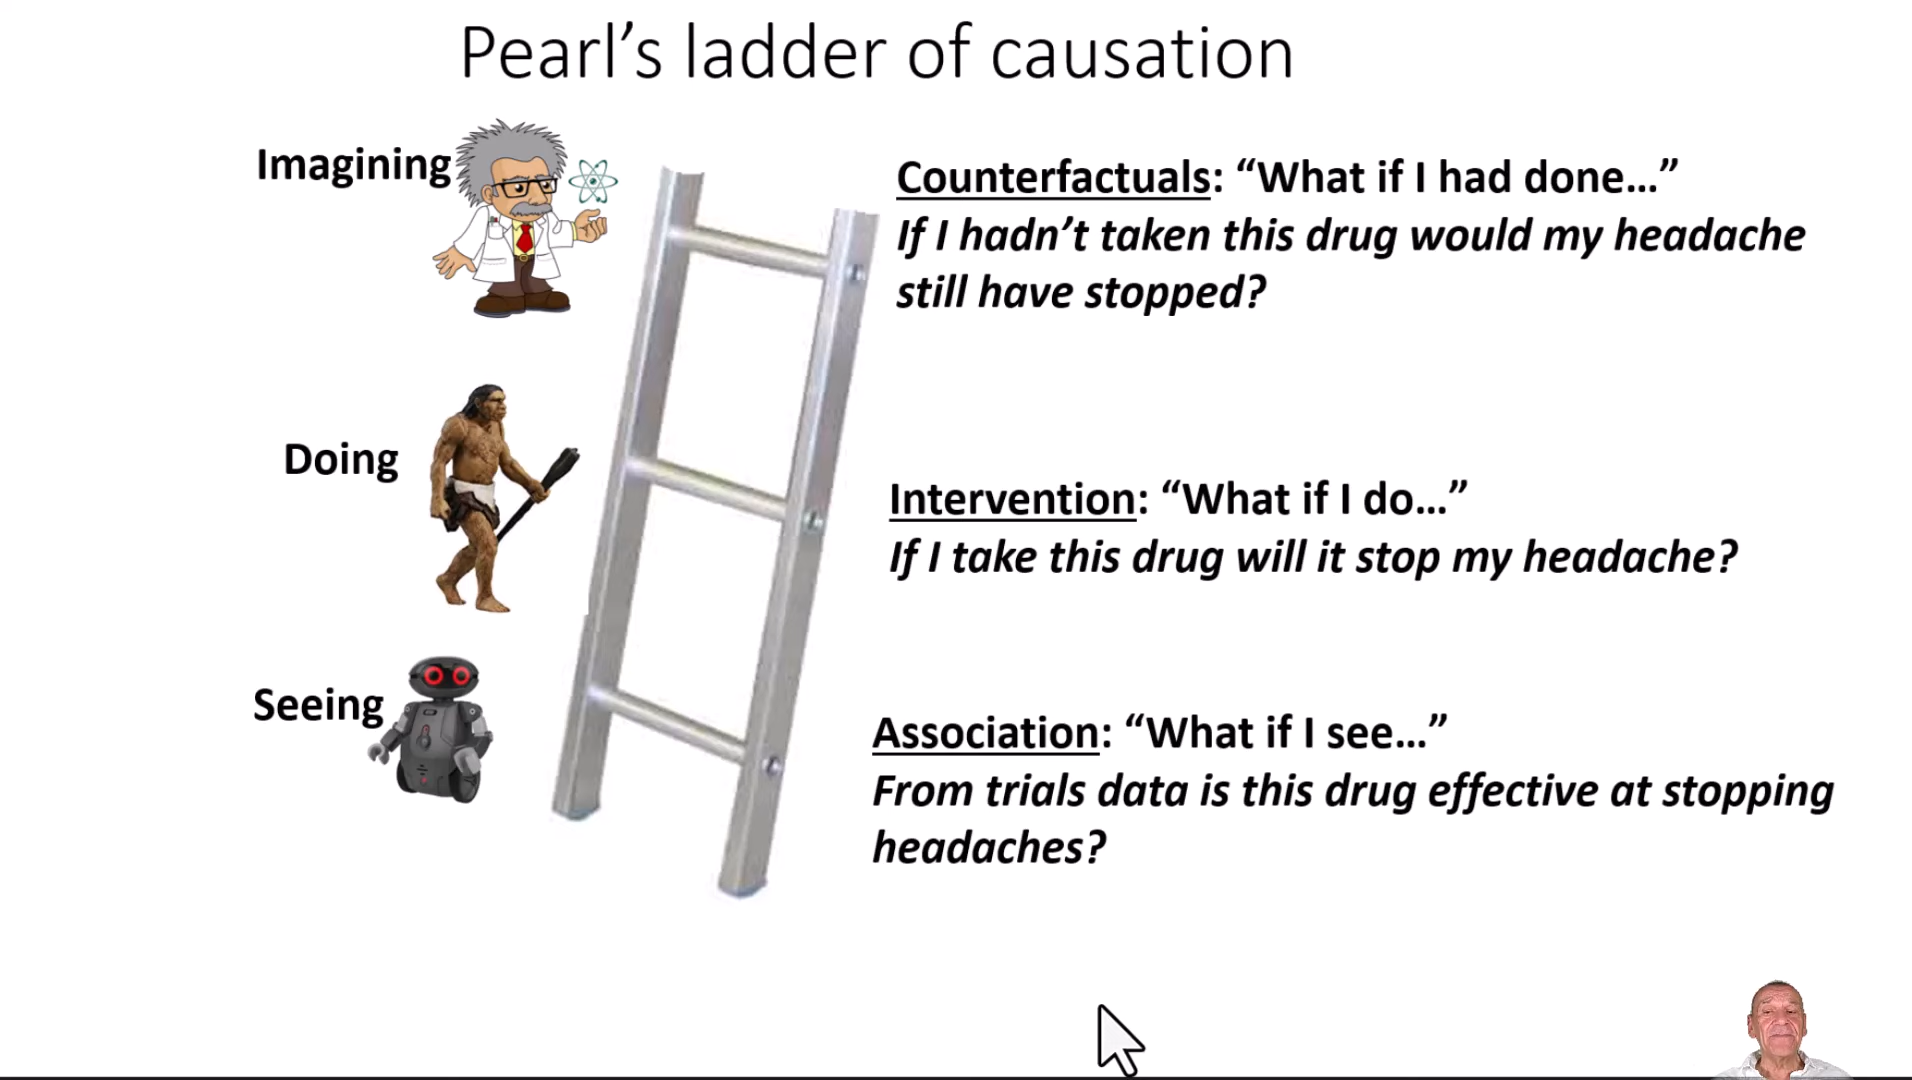 Pearl’s ladder of causation
Imagining
Counterfactuals: “What if I had done...”
If I hadn’t taken this drug would my headache
still have stopped?
Doing
Intervention: “What if I do...”
If I take this drug will it stop my headache?
Seeing
Association: “What if I see...”
From trials data is this drug effective at stopping
headaches?